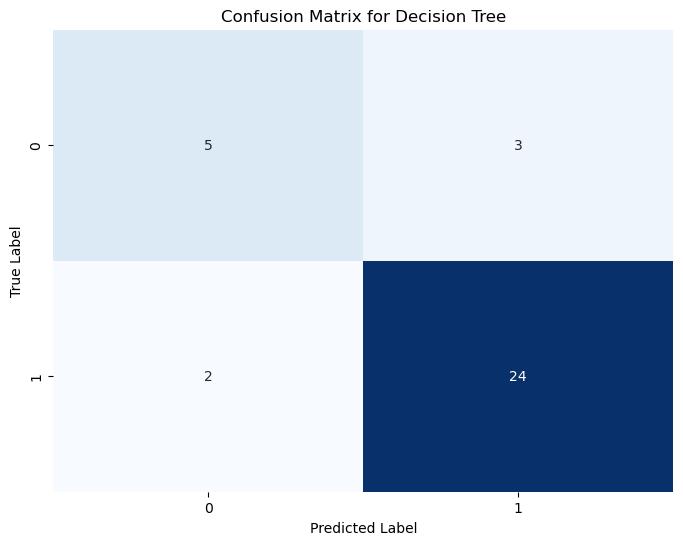 Confusion Matrix for Decision Tree
True Label
0
5
3
1
2
24
0
1
Predicted Label